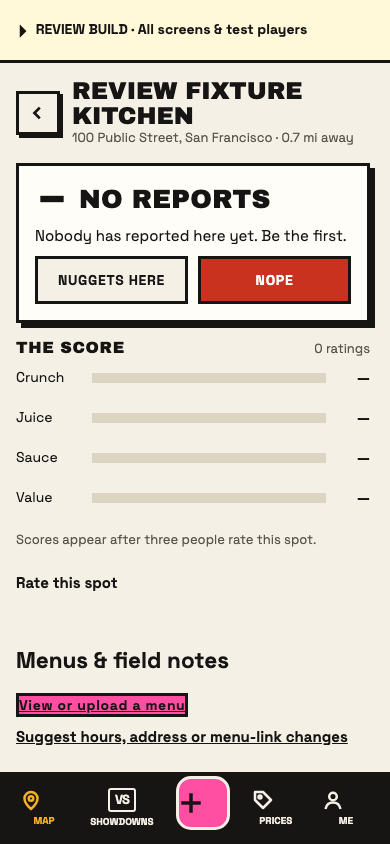 REVIEW BUILD · All screens & test players
REVIEW FIXTURE
KITCHEN
100 Public Street, San Francisco · 0.7 mi away
— NO REPORTS
Nobody has reported here yet. Be the first.
NUGGETS HERE
NOPE
THE SCORE
0 ratings
Crunch —
Juice —
Sauce —
Value —
Scores appear after three people rate this spot.
Rate this spot
Menus & field notes
View or upload a menu
Suggest hours, address or menu-link changes
VS
+
MAP
SHOWDOWNS
PRICES
ME